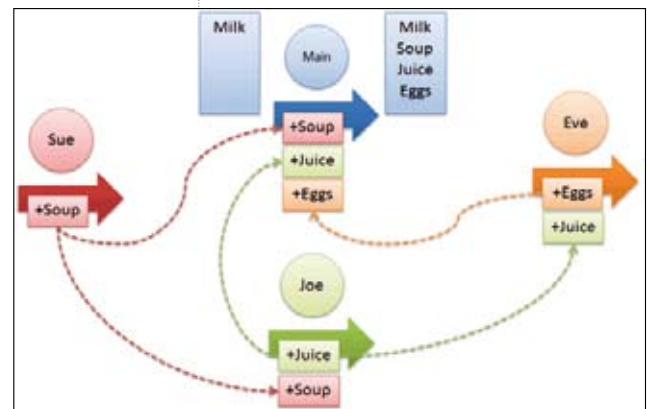 Milk
Main
Milk
Soup
Juice
Eggs
Sue
+Soup
+Soup
+Juice
+Eggs
Eve
+Eggs
+Juice
Joe
+Juice
+Soup